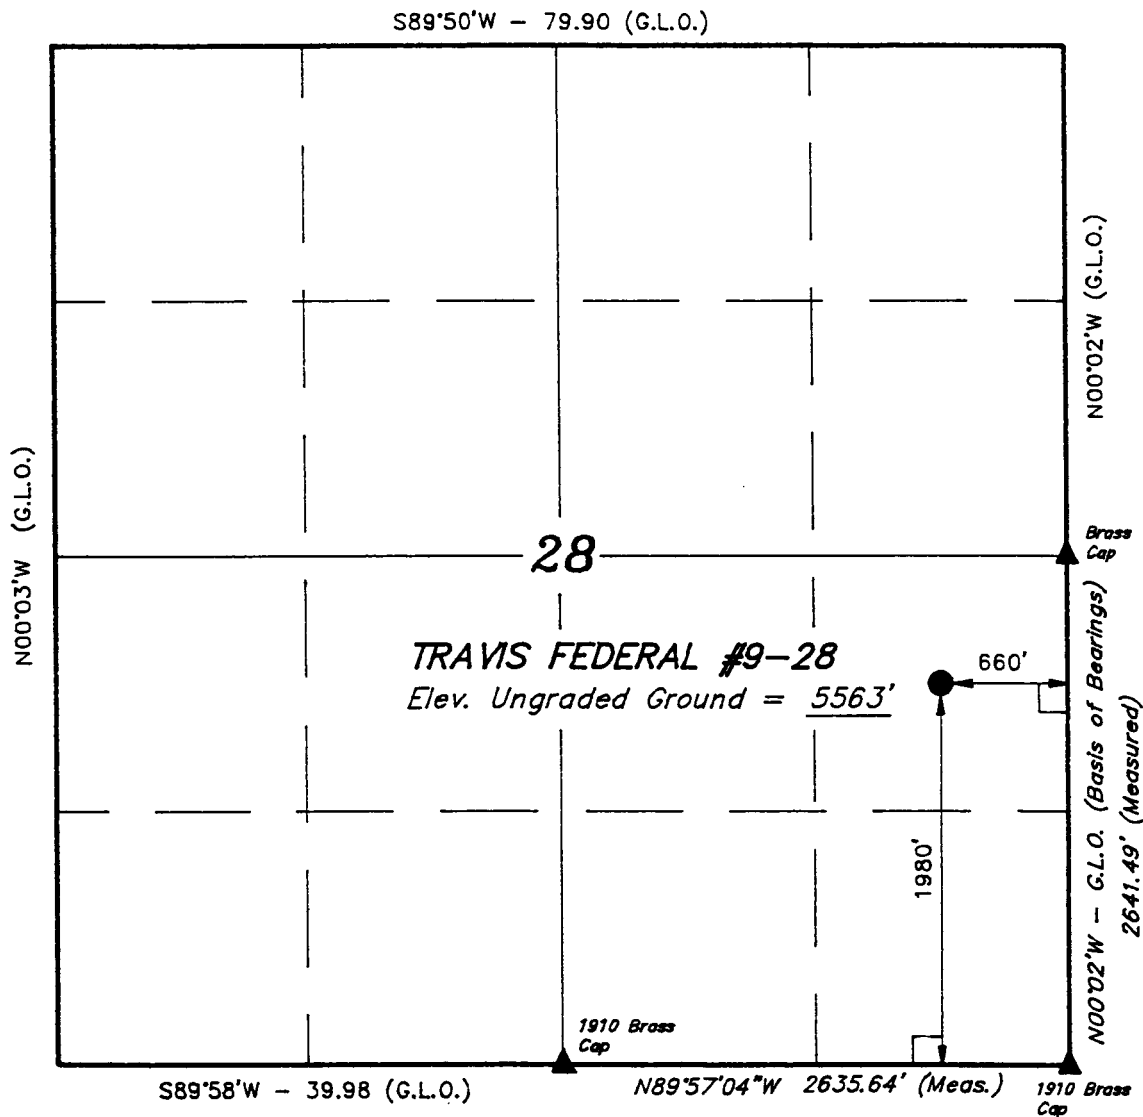 S89°50'W - 79.90 (G.L.O.)
N00°02'W (G.L.O.)
N00°03'W (G.L.O.)
28
Brass
Cap
TRAVIS FEDERAL #9-28
Elev. Ungraded Ground = 5563'
660'
1980'
N00°02'W - G.L.O. (Basis of Bearings)
2641.49' (Measured)
1910 Brass
Cap
S89°58'W - 39.98 (G.L.O.)
N89°57'04"W 2635.64' (Meas.)
1910 Brass
Cap